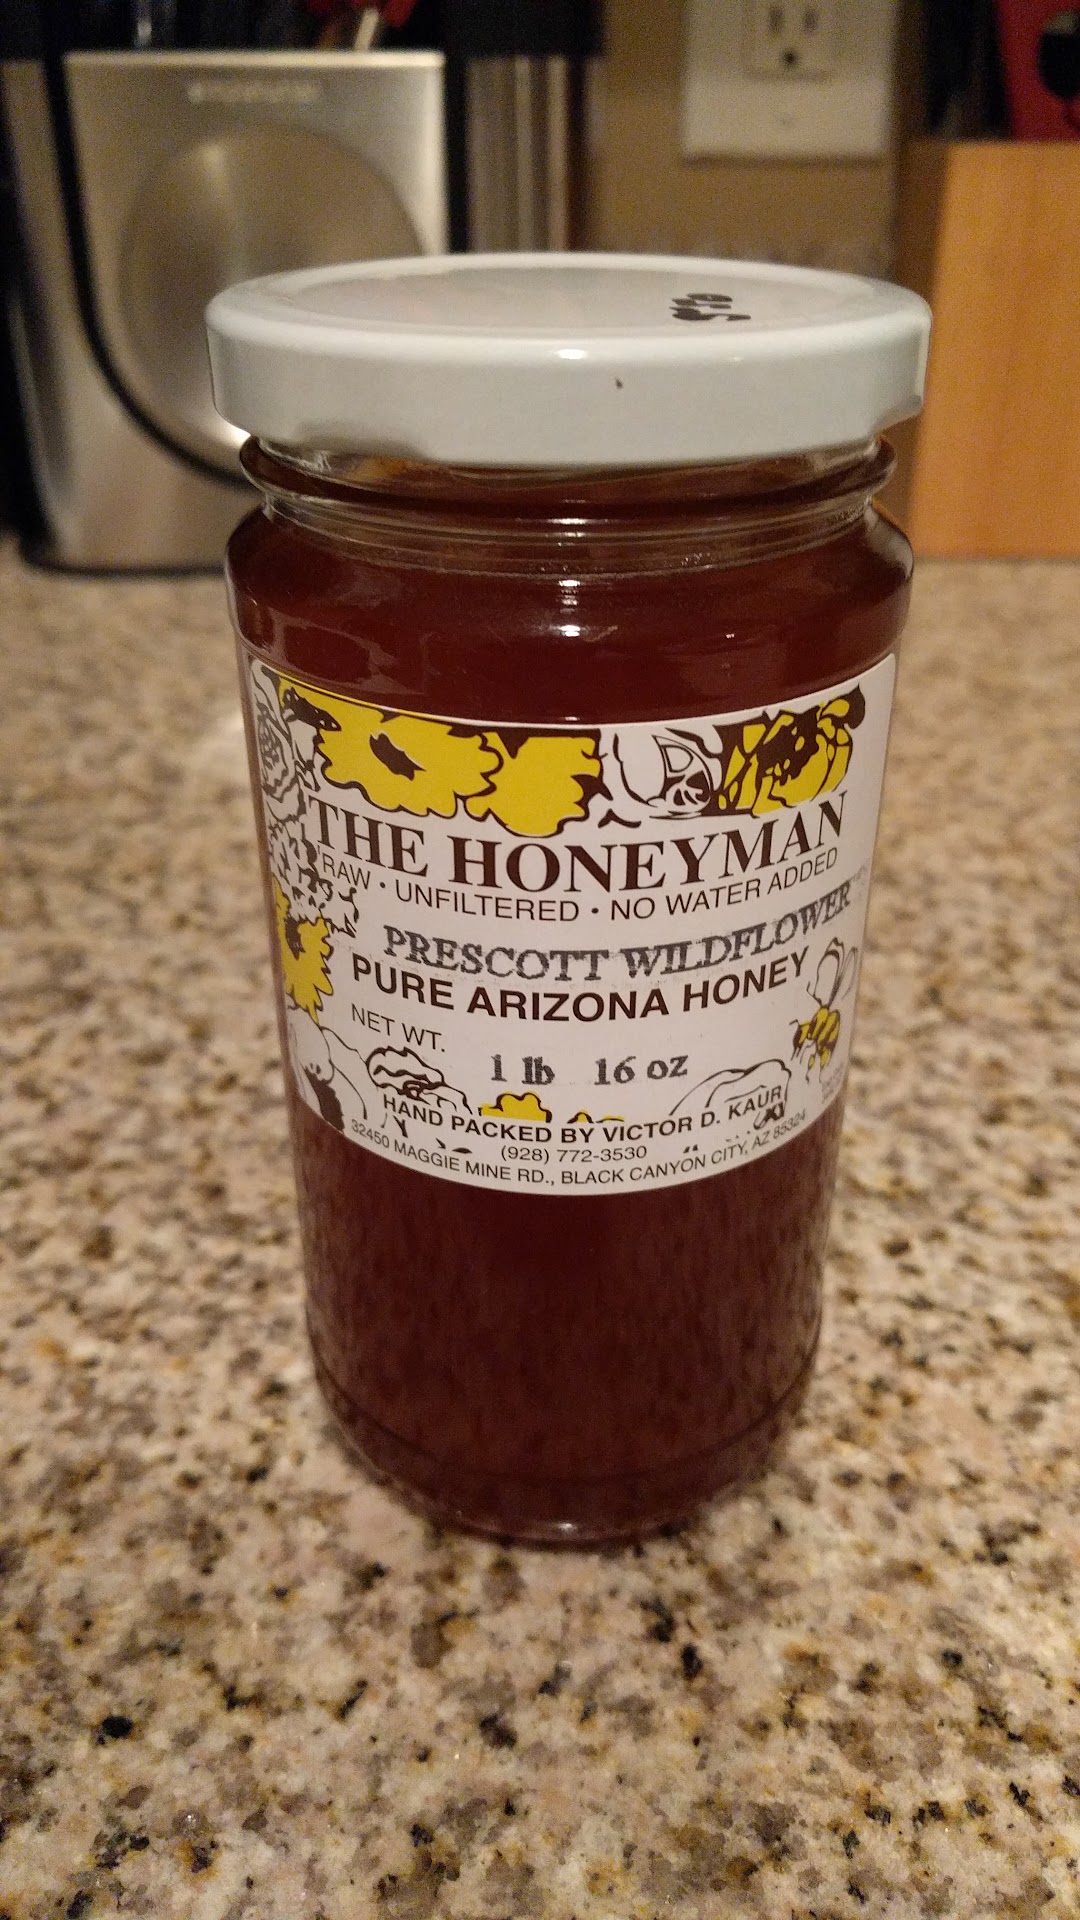 THE HONEYMAN
RAW · UNFILTERED · NO WATER ADDED
PRESCOTT WILDFLOWER
PURE ARIZONA HONEY
NET WT.
1 lb 16 oz
HAND PACKED BY VICTOR D. KAUR
(928) 772-3530
32450 MAGGIE MINE RD., BLACK CANYON CITY, AZ 85324